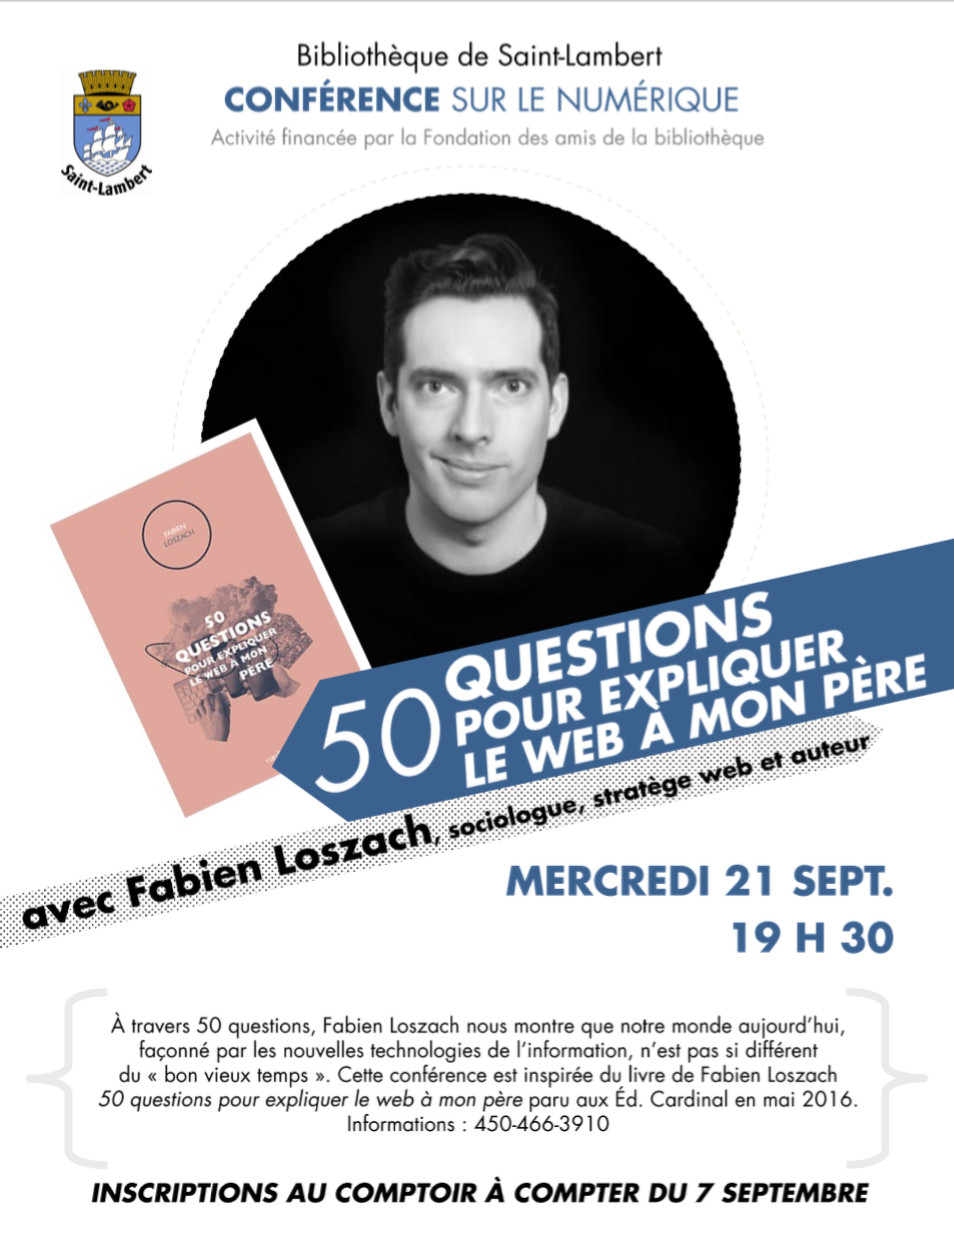 Bibliothèque de Saint-Lambert
CONFÉRENCE SUR LE NUMÉRIQUE
Activité financée par la Fondation des amis de la bibliothèque
Saint-Lambert
FABIEN
LOSZACH
50
QUESTIONS
POUR EXPLIQUER
LE WEB À MON
PÈRE
50 QUESTIONS
POUR EXPLIQUER
LE WEB À MON PÈRE
avec Fabien Loszach, sociologue, stratège web et auteur
MERCREDI 21 SEPT.
19 H 30
À travers 50 questions, Fabien Loszach nous montre que notre monde aujourd'hui,
façonné par les nouvelles technologies de l'information, n'est pas si différent
du « bon vieux temps ». Cette conférence est inspirée du livre de Fabien Loszach
50 questions pour expliquer le web à mon père paru aux Éd. Cardinal en mai 2016.
Informations : 450-466-3910
INSCRIPTIONS AU COMPTOIR À COMPTER DU 7 SEPTEMBRE